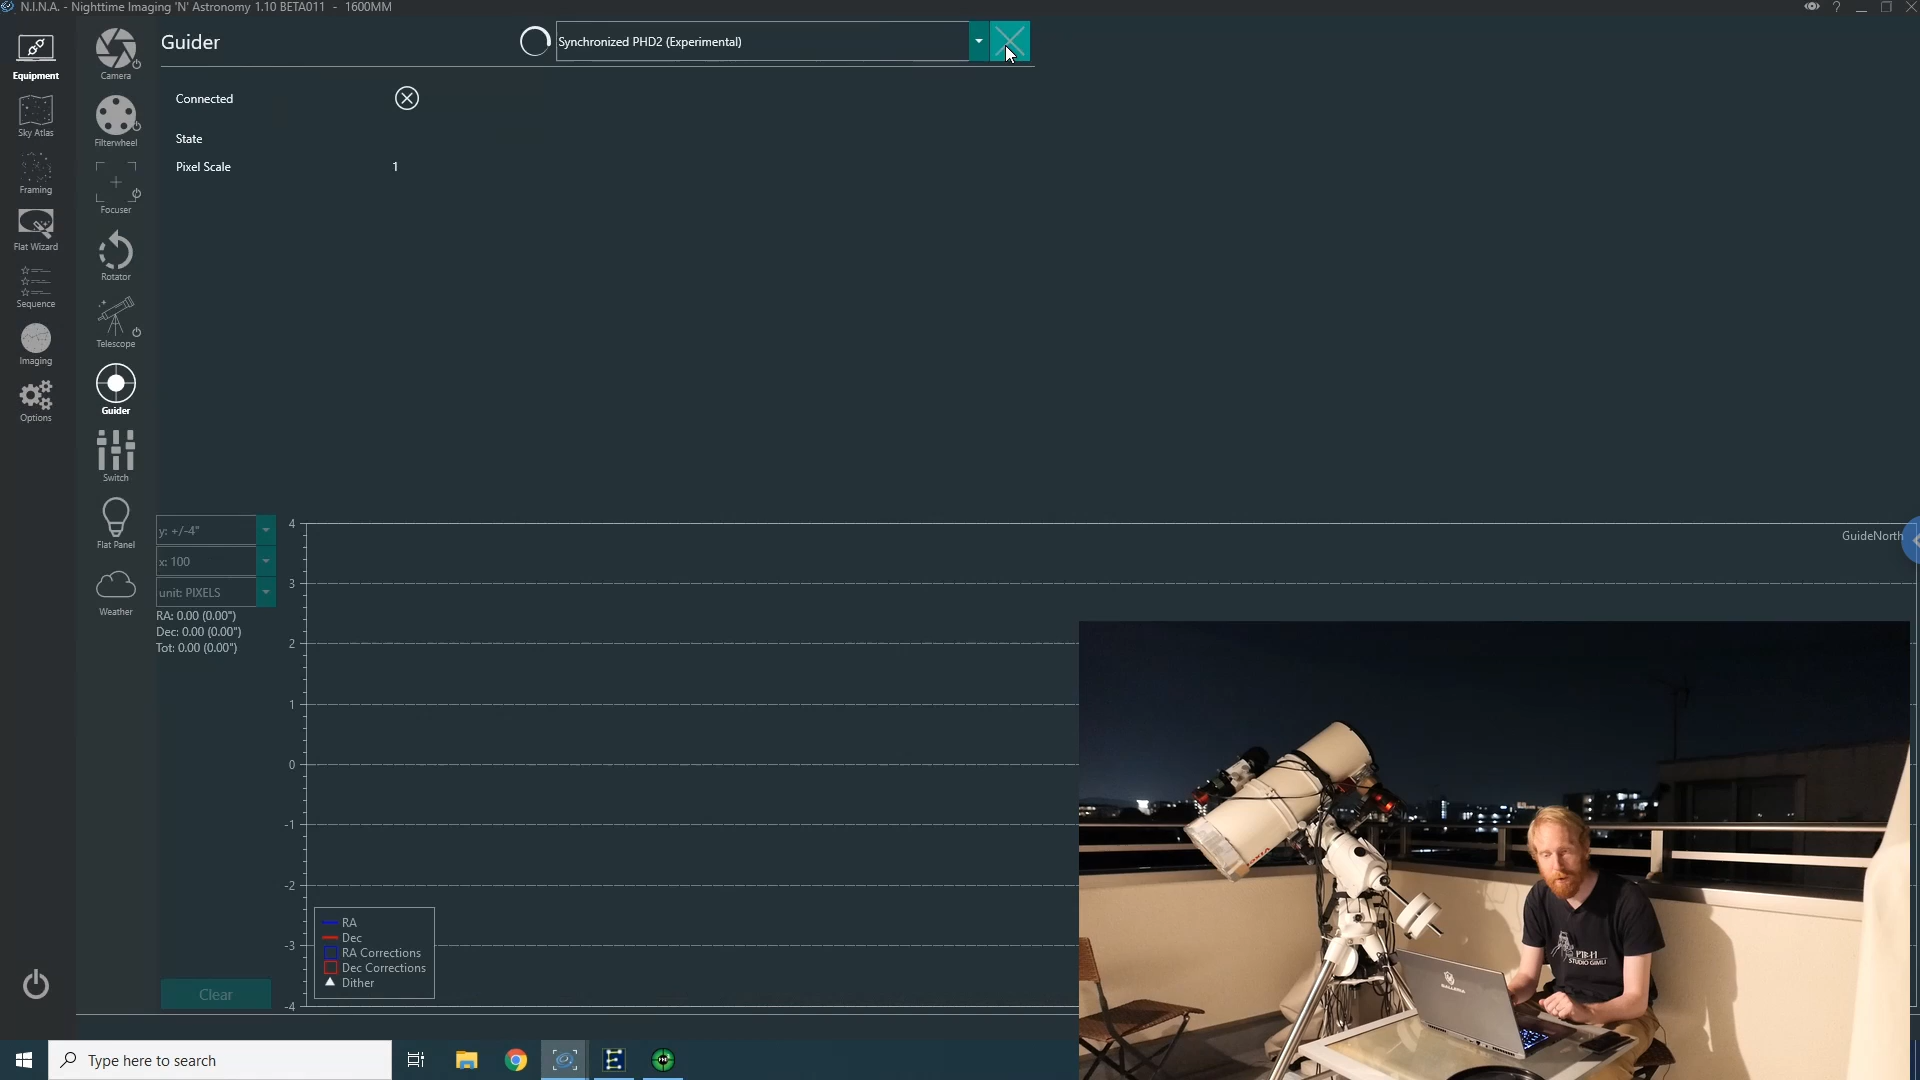 N.I.N.A. - Nighttime Imaging 'N' Astronomy 1.10 BETA011 - 1600MM
?
Equipment
Sky Atlas
Framing
Flat Wizard
Sequence
Imaging
Options
Camera
Filterwheel
Focuser
Rotator
Telescope
Guider
Switch
Flat Panel
Weather
Guider
Synchronized PHD2 (Experimental)
Connected
State
Pixel Scale 1
y: +/-4"
x: 100
unit: PIXELS
RA: 0.00 (0.00")
Dec: 0.00 (0.00")
Tot: 0.00 (0.00")
Clear
4
3
2
1
0
-1
-2
-3
-4
GuideNorth
RA
Dec
RA Corrections
Dec Corrections
Dither
STUDIO GIMLI
GALLERIA
VIXEN
Type here to search